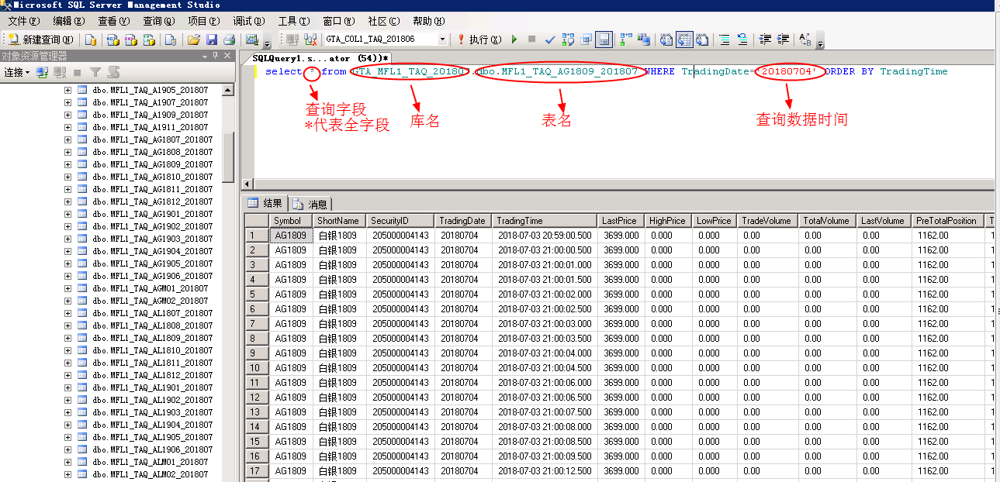 Microsoft SQL Server Management Studio
文件(F) 编辑(E) 查看(V) 查询(Q) 项目(P) 调试(D) 工具(T) 窗口(W) 社区(C) 帮助(H)
新建查询(N)
GTA_COL1_TAQ_201806 执行(X)
对象资源管理器
连接
dbo.MFL1_TAQ_A1905_201807
dbo.MFL1_TAQ_A1907_201807
dbo.MFL1_TAQ_A1909_201807
dbo.MFL1_TAQ_A1911_201807
dbo.MFL1_TAQ_AG1807_201807
dbo.MFL1_TAQ_AG1808_201807
dbo.MFL1_TAQ_AG1809_201807
dbo.MFL1_TAQ_AG1810_201807
dbo.MFL1_TAQ_AG1811_201807
dbo.MFL1_TAQ_AG1812_201807
dbo.MFL1_TAQ_AG1901_201807
dbo.MFL1_TAQ_AG1902_201807
dbo.MFL1_TAQ_AG1903_201807
dbo.MFL1_TAQ_AG1904_201807
dbo.MFL1_TAQ_AG1905_201807
dbo.MFL1_TAQ_AG1906_201807
dbo.MFL1_TAQ_AGM01_201807
dbo.MFL1_TAQ_AGM02_201807
dbo.MFL1_TAQ_AL1807_201807
dbo.MFL1_TAQ_AL1808_201807
dbo.MFL1_TAQ_AL1809_201807
dbo.MFL1_TAQ_AL1810_201807
dbo.MFL1_TAQ_AL1811_201807
dbo.MFL1_TAQ_AL1812_201807
dbo.MFL1_TAQ_AL1901_201807
dbo.MFL1_TAQ_AL1902_201807
dbo.MFL1_TAQ_AL1903_201807
dbo.MFL1_TAQ_AL1904_201807
dbo.MFL1_TAQ_AL1905_201807
dbo.MFL1_TAQ_AL1906_201807
dbo.MFL1_TAQ_ALM01_201807
dbo.MFL1_TAQ_ALM02_201807
SQLQuery1.s...ator (54))*
select * from GTA_MFL1_TAQ_201807.dbo.MFL1_TAQ_AG1809_201807 WHERE TradingDate='20180704' ORDER BY TradingTime
查询字段
*代表全字段
库名
表名
查询数据时间
结果 消息
Symbol ShortName SecurityID TradingDate TradingTime LastPrice HighPrice LowPrice TradeVolume TotalVolume LastVolume PreTotalPosition T
1 AG1809 白银1809 205000004143 20180704 2018-07-03 20:59:00.500 3699.000 0.000 0.000 0.00 0.00 0.00 1162.00 1
2 AG1809 白银1809 205000004143 20180704 2018-07-03 21:00:00.500 3699.000 0.000 0.000 0.00 0.00 0.00 1162.00 1
3 AG1809 白银1809 205000004143 20180704 2018-07-03 21:00:01.000 3699.000 0.000 0.000 0.00 0.00 0.00 1162.00 1
4 AG1809 白银1809 205000004143 20180704 2018-07-03 21:00:01.500 3699.000 0.000 0.000 0.00 0.00 0.00 1162.00 1
5 AG1809 白银1809 205000004143 20180704 2018-07-03 21:00:02.000 3699.000 0.000 0.000 0.00 0.00 0.00 1162.00 1
6 AG1809 白银1809 205000004143 20180704 2018-07-03 21:00:02.500 3699.000 0.000 0.000 0.00 0.00 0.00 1162.00 1
7 AG1809 白银1809 205000004143 20180704 2018-07-03 21:00:03.000 3699.000 0.000 0.000 0.00 0.00 0.00 1162.00 1
8 AG1809 白银1809 205000004143 20180704 2018-07-03 21:00:03.500 3699.000 0.000 0.000 0.00 0.00 0.00 1162.00 1
9 AG1809 白银1809 205000004143 20180704 2018-07-03 21:00:04.000 3699.000 0.000 0.000 0.00 0.00 0.00 1162.00 1
10 AG1809 白银1809 205000004143 20180704 2018-07-03 21:00:04.500 3699.000 0.000 0.000 0.00 0.00 0.00 1162.00 1
11 AG1809 白银1809 205000004143 20180704 2018-07-03 21:00:06.000 3699.000 0.000 0.000 0.00 0.00 0.00 1162.00 1
12 AG1809 白银1809 205000004143 20180704 2018-07-03 21:00:06.500 3699.000 0.000 0.000 0.00 0.00 0.00 1162.00 1
13 AG1809 白银1809 205000004143 20180704 2018-07-03 21:00:07.500 3699.000 0.000 0.000 0.00 0.00 0.00 1162.00 1
14 AG1809 白银1809 205000004143 20180704 2018-07-03 21:00:08.000 3699.000 0.000 0.000 0.00 0.00 0.00 1162.00 1
15 AG1809 白银1809 205000004143 20180704 2018-07-03 21:00:08.500 3699.000 0.000 0.000 0.00 0.00 0.00 1162.00 1
16 AG1809 白银1809 205000004143 20180704 2018-07-03 21:00:09.500 3699.000 0.000 0.000 0.00 0.00 0.00 1162.00 1
17 AG1809 白银1809 205000004143 20180704 2018-07-03 21:00:12.500 3699.000 0.000 0.000 0.00 0.00 0.00 1162.00 1